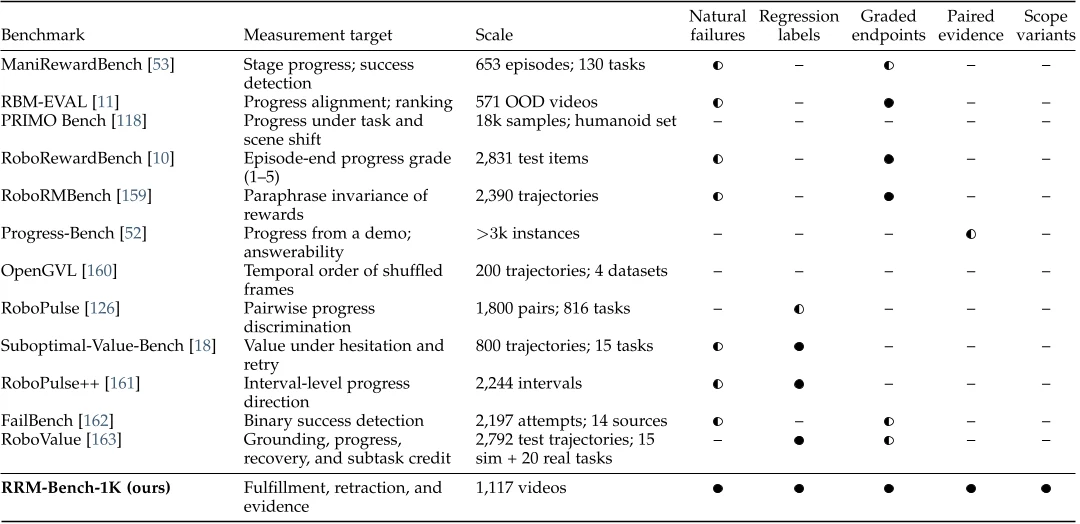 Natural Regression Graded Paired Scope
Benchmark Measurement target Scale failures labels endpoints evidence variants
ManiRewardBench [53] Stage progress; success 653 episodes; 130 tasks ◐ – ◐ – –
detection
RBM-EVAL [11] Progress alignment; ranking 571 OOD videos ◐ – ● – –
PRIMO Bench [118] Progress under task and 18k samples; humanoid set – – – – –
scene shift
RoboRewardBench [10] Episode-end progress grade 2,831 test items ◐ – ● – –
(1–5)
RoboRMBench [159] Paraphrase invariance of 2,390 trajectories ◐ – ● – –
rewards
Progress-Bench [52] Progress from a demo; >3k instances – – – ◐ –
answerability
OpenGVL [160] Temporal order of shuffled 200 trajectories; 4 datasets – – – – –
frames
RoboPulse [126] Pairwise progress 1,800 pairs; 816 tasks – ◐ – – –
discrimination
Suboptimal-Value-Bench [18] Value under hesitation and 800 trajectories; 15 tasks ◐ ● – – –
retry
RoboPulse++ [161] Interval-level progress 2,244 intervals ◐ ● – – –
direction
FailBench [162] Binary success detection 2,197 attempts; 14 sources ◐ – ◐ – –
RoboValue [163] Grounding, progress, 2,792 test trajectories; 15 – ● ◐ – –
recovery, and subtask credit sim + 20 real tasks
RRM-Bench-1K (ours) Fulfillment, retraction, and 1,117 videos ● ● ● ● ●
evidence